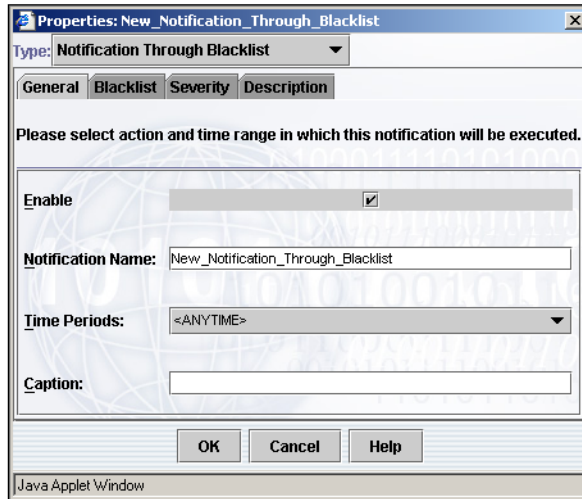 Properties: New_Notification_Through_Blacklist
Type: Notification Through Blacklist
General Blacklist Severity Description
Please select action and time range in which this notification will be executed.
Enable
Notification Name: New_Notification_Through_Blacklist
Time Periods: <ANYTIME>
Caption:
OK Cancel Help
Java Applet Window